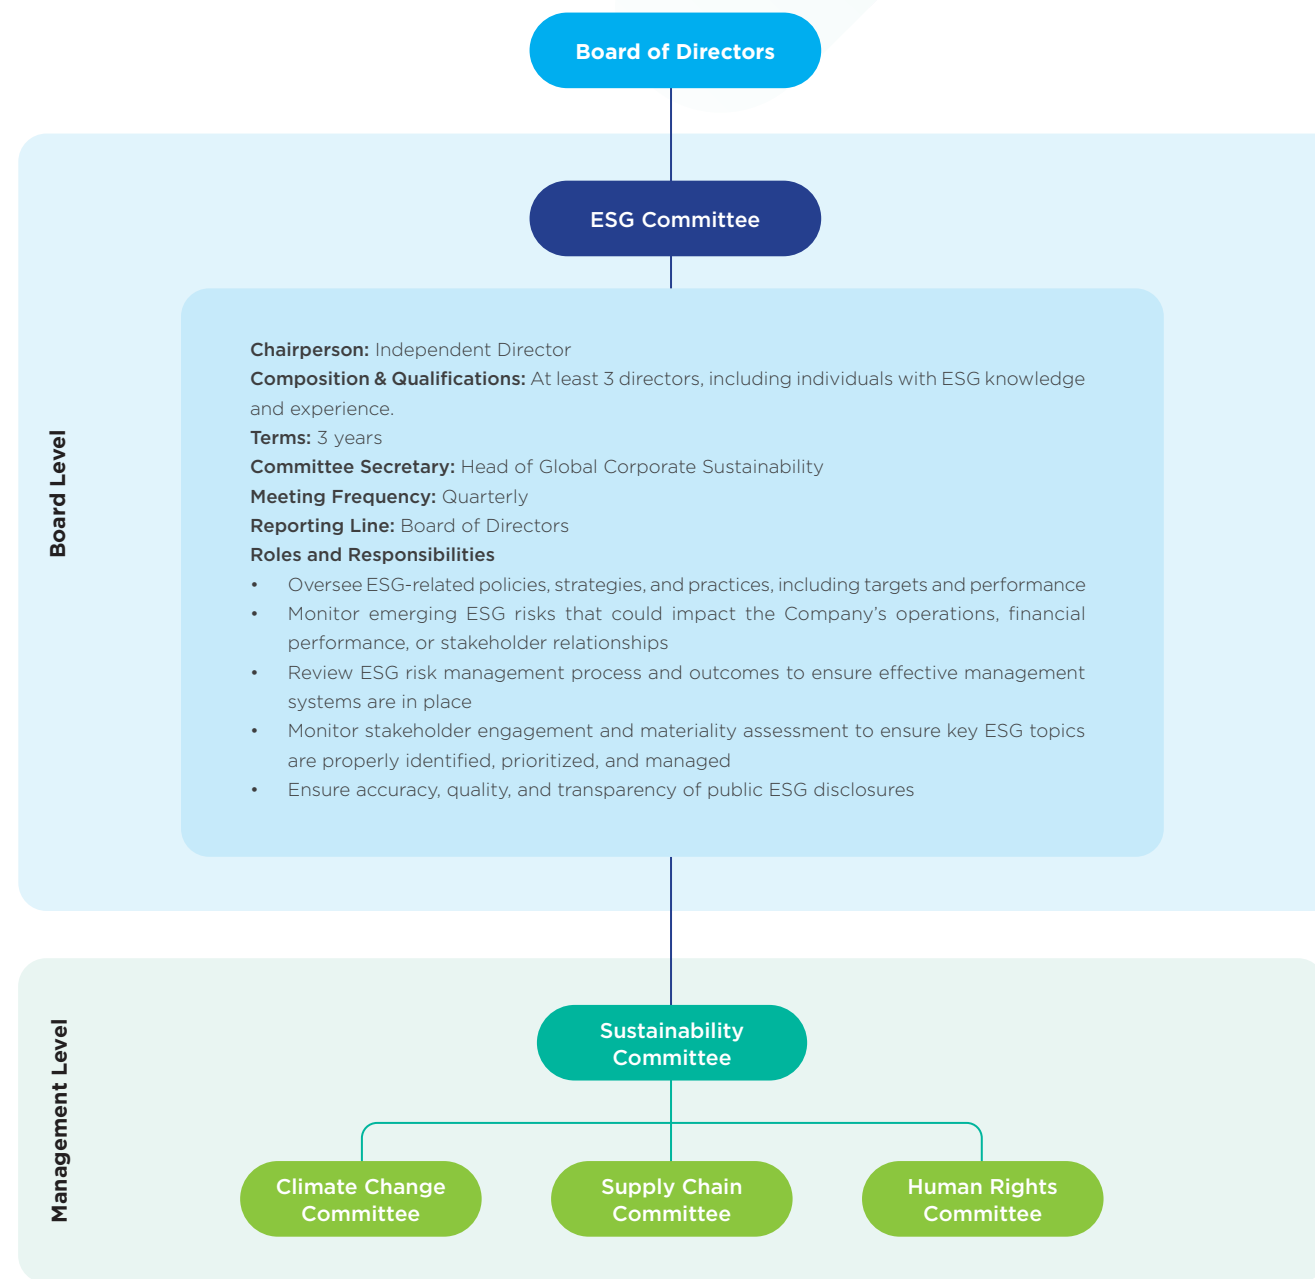 Board of Directors
ESG Committee
Board Level
Chairperson: Independent Director
Composition & Qualifications: At least 3 directors, including individuals with ESG knowledge
and experience.
Terms: 3 years
Committee Secretary: Head of Global Corporate Sustainability
Meeting Frequency: Quarterly
Reporting Line: Board of Directors
Roles and Responsibilities
• Oversee ESG-related policies, strategies, and practices, including targets and performance
• Monitor emerging ESG risks that could impact the Company’s operations, financial
performance, or stakeholder relationships
• Review ESG risk management process and outcomes to ensure effective management
systems are in place
• Monitor stakeholder engagement and materiality assessment to ensure key ESG topics
are properly identified, prioritized, and managed
• Ensure accuracy, quality, and transparency of public ESG disclosures
Management Level
Sustainability
Committee
Climate Change
Committee
Supply Chain
Committee
Human Rights
Committee